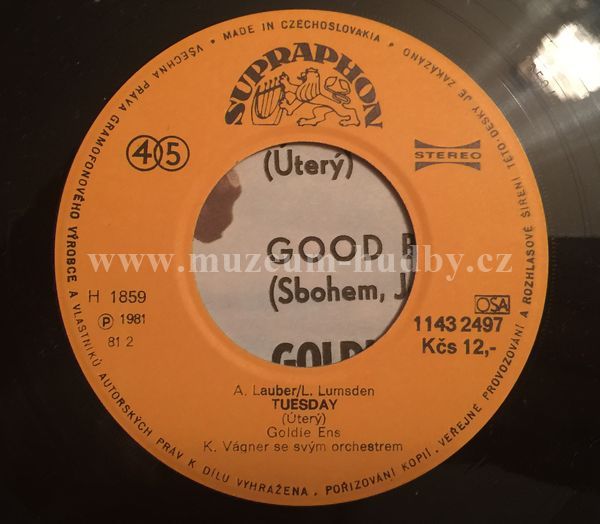 VŠECHNA PRÁVA GRAMOFONOVÉHO VÝROBCE A VLASTNÍKŮ AUTORSKÝCH PRÁV K DÍLU VYHRAŽENA. POŘIZOVÁNÍ KOPIÍ, VEŘEJNÉ PROVOZOVÁNÍ A ROZHLASOVÉ ŠÍŘENÍ TÉTO DESKY JE ZAKÁZÁNO • MADE IN CZECHOSLOVAKIA •
SUPRAPHON
45
STEREO
(Úterý)
GOOD
(Sbohem, J
GOLDI
www.muzeum-hudby.cz
H 1859
Ⓟ 1981
81 2
OSA
1143 2497
Kčs 12,-
A. Lauber/L. Lumsden
TUESDAY
(Úterý)
Goldie Ens
K. Vágner se svým orchestrem